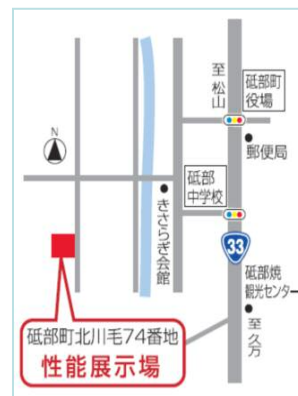 至松山
砥部町
役場
郵便局
N
砥部
中学校
きさらぎ会館
33
砥部焼
観光センター
至久万
砥部町北川毛74番地
性能展示場